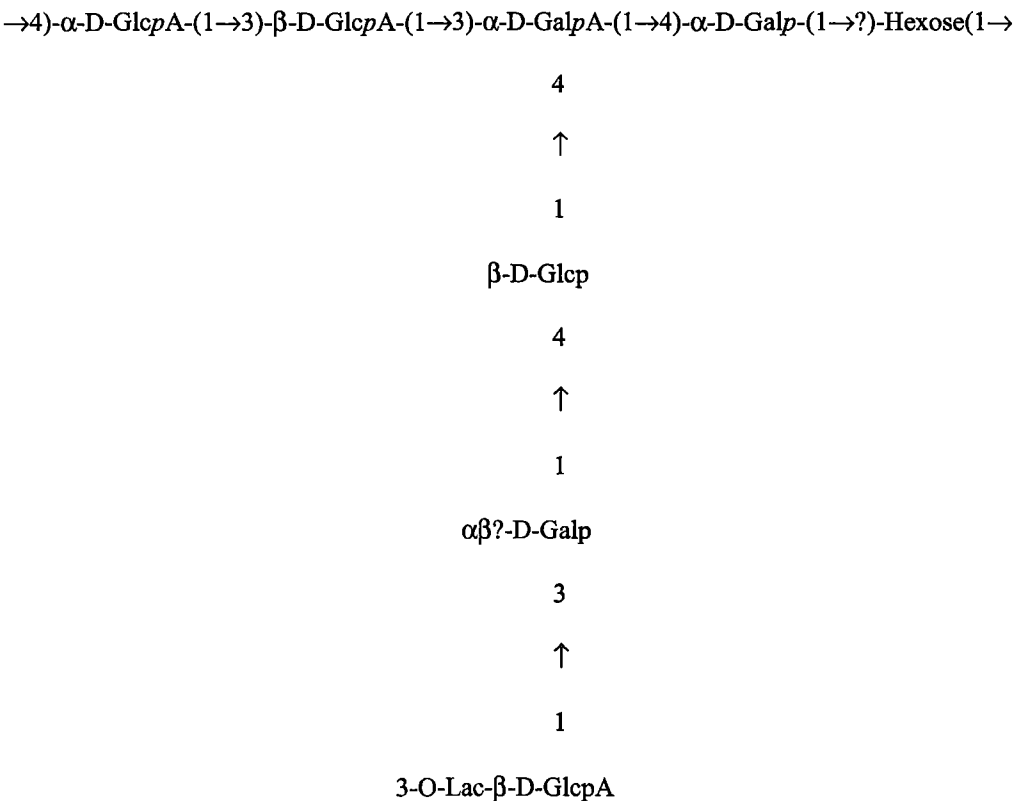 →4)-α-D-GlcpA-(1→3)-β-D-GlcpA-(1→3)-α-D-GalpA-(1→4)-α-D-Galp-(1→?)-Hexose(1→
4
↑
1
β-D-Glcp
4
↑
1
αβ?-D-Galp
3
↑
1
3-O-Lac-β-D-GlcpA